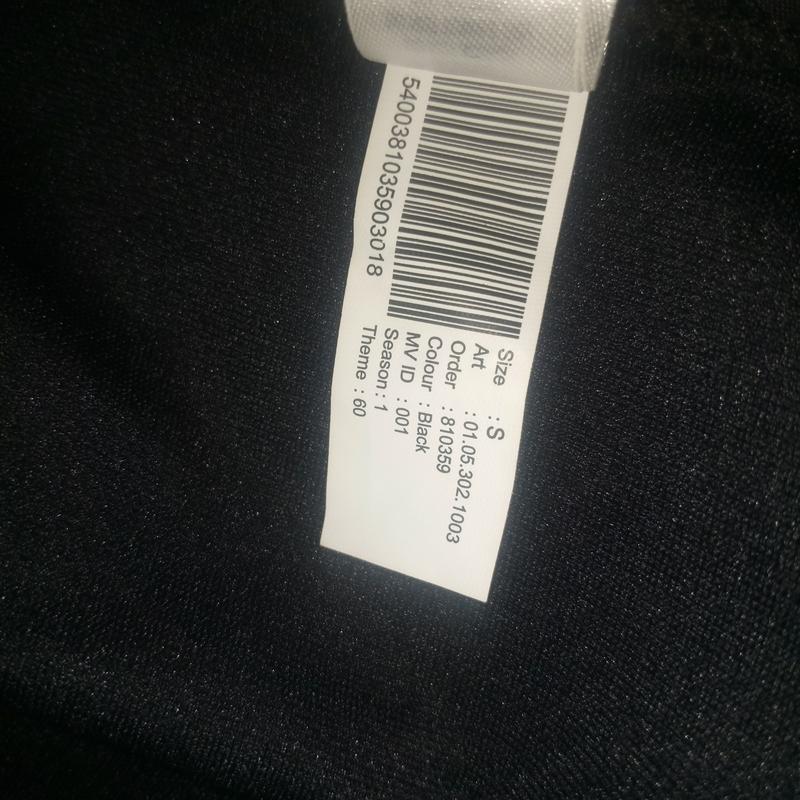 5400381035903018
Size : S
Art : 01.05.302.1003
Order : 810359
Colour : Black
MV ID : 001
Season : 1
Theme : 60